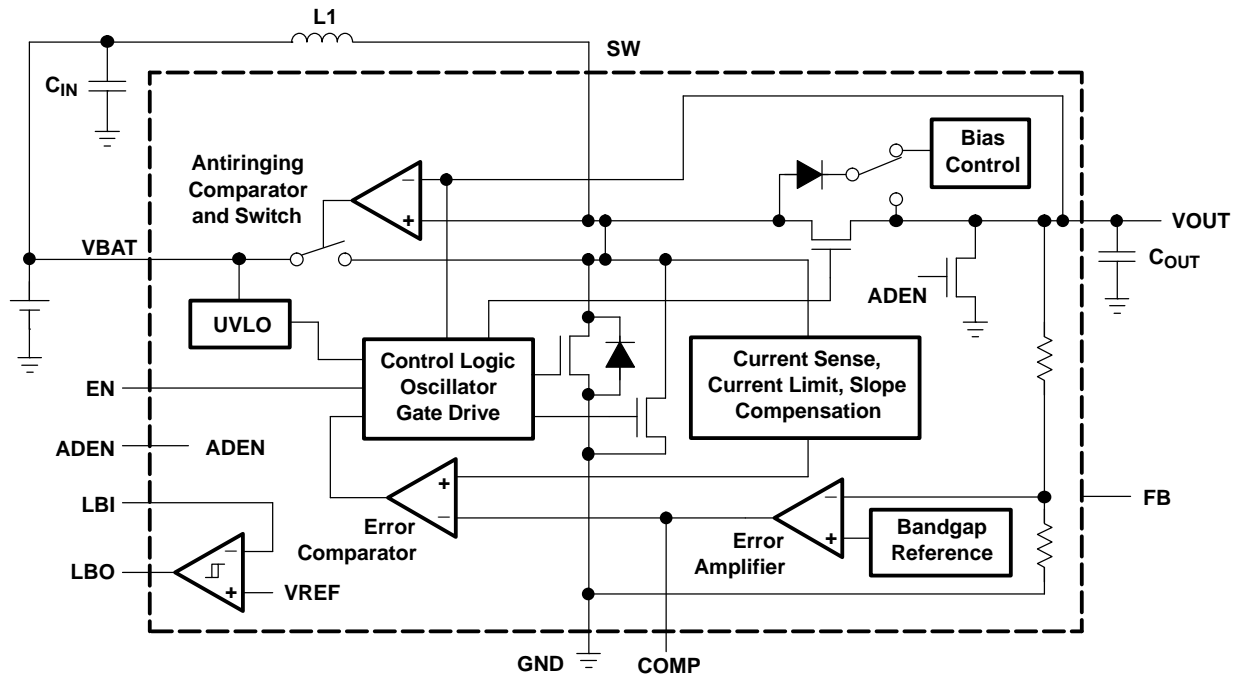 L1
SW
CIN
Bias
Control
Antiringing
Comparator
and Switch
−
+
VBAT
VOUT
COUT
ADEN
UVLO
Control Logic
Oscillator
Gate Drive
Current Sense,
Current Limit, Slope
Compensation
EN
ADEN
ADEN
LBI
LBO
−
+
VREF
+
−
Error
Comparator
−
+
Error
Amplifier
Bandgap
Reference
FB
GND
COMP